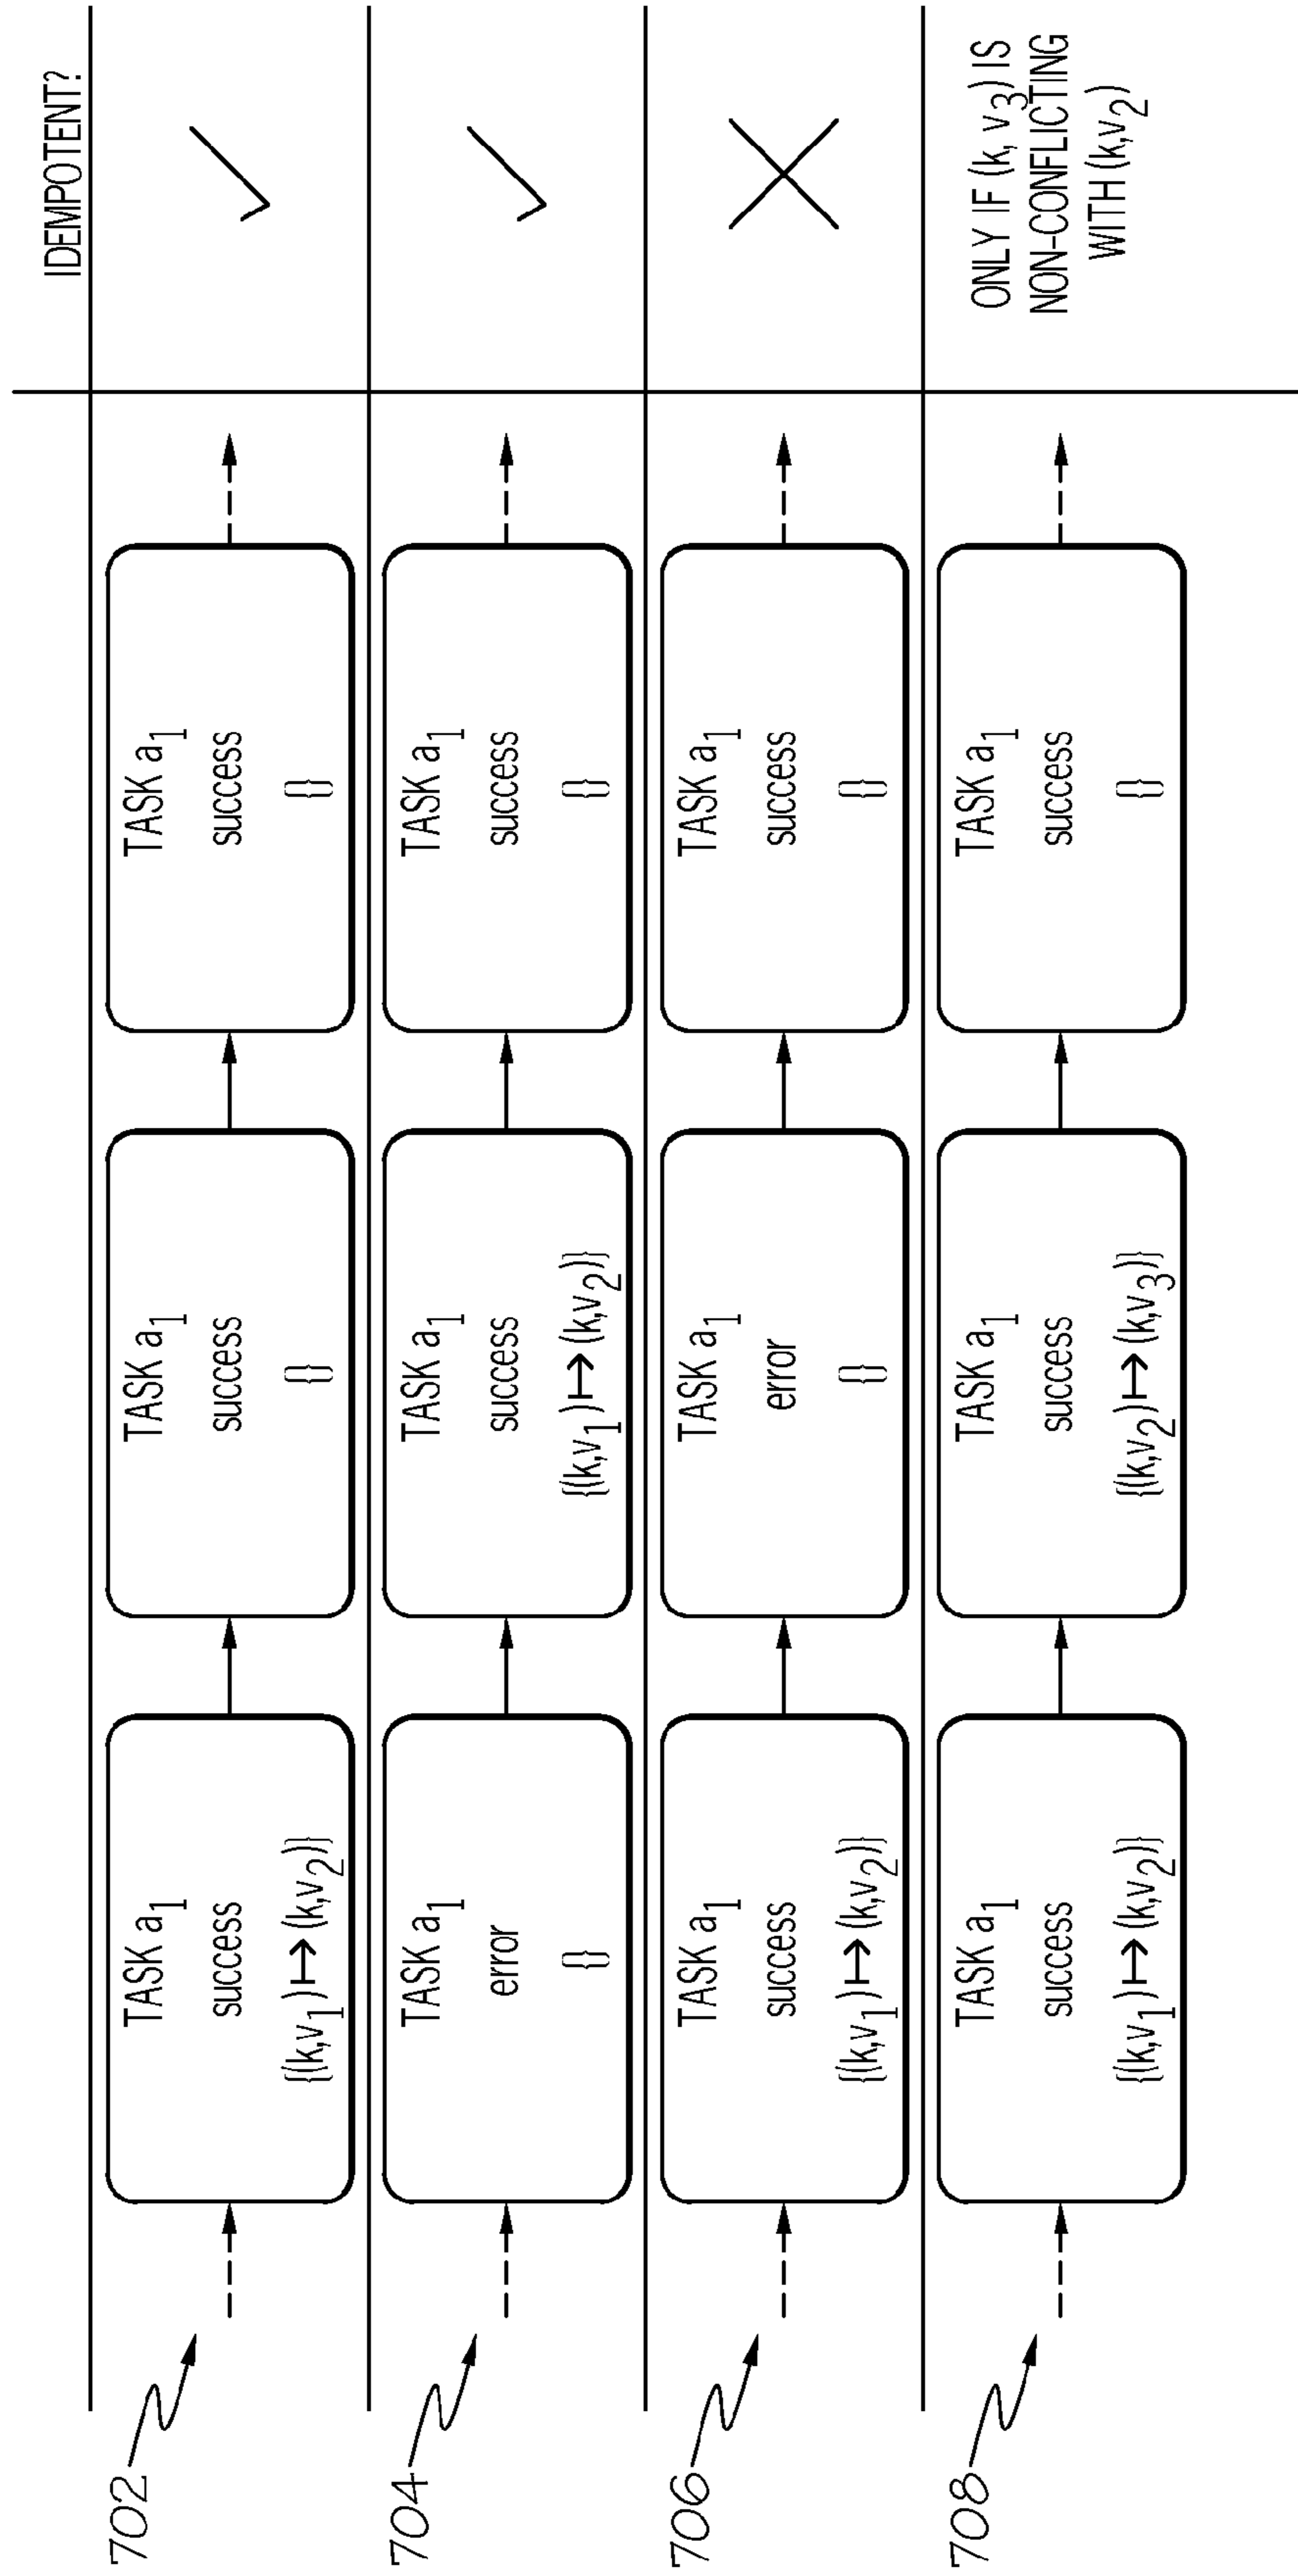 IDEMPOTENT?
702
TASK a1
success
{(k,v1)↦(k,v2)}
TASK a1
success
{}
TASK a1
success
{}
✓
704
TASK a1
error
{}
TASK a1
success
{(k,v1)↦(k,v2)}
TASK a1
success
{}
✓
706
TASK a1
success
{(k,v1)↦(k,v2)}
TASK a1
error
{}
TASK a1
success
{}
✗
708
TASK a1
success
{(k,v1)↦(k,v2)}
TASK a1
success
{(k,v2)↦(k,v3)}
TASK a1
success
{}
ONLY IF (k, v3) IS
NON-CONFLICTING
WITH (k,v2)